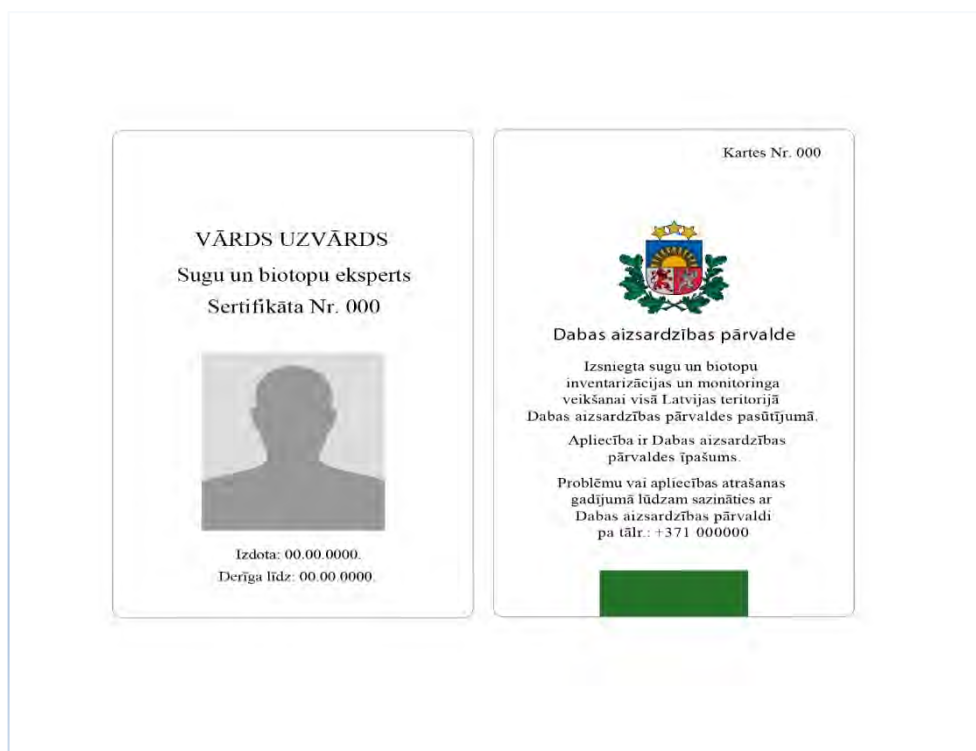 VĀRDS UZVĀRDS
Sugu un biotopu eksperts
Sertifikāta Nr. 000
Izdota: 00.00.0000.
Derīga līdz: 00.00.0000.
Kartes Nr. 000
Dabas aizsardzības pārvalde
Izsniegta sugu un biotopu
inventarizācijas un monitoringa
veikšanai visā Latvijas teritorijā
Dabas aizsardzības pārvaldes pasūtījumā.
Apliecība ir Dabas aizsardzības
pārvaldes īpašums.
Problēmu vai apliecības atrašanas
gadījumā lūdzam sazināties ar
Dabas aizsardzības pārvaldi
pa tālr.: +371 000000